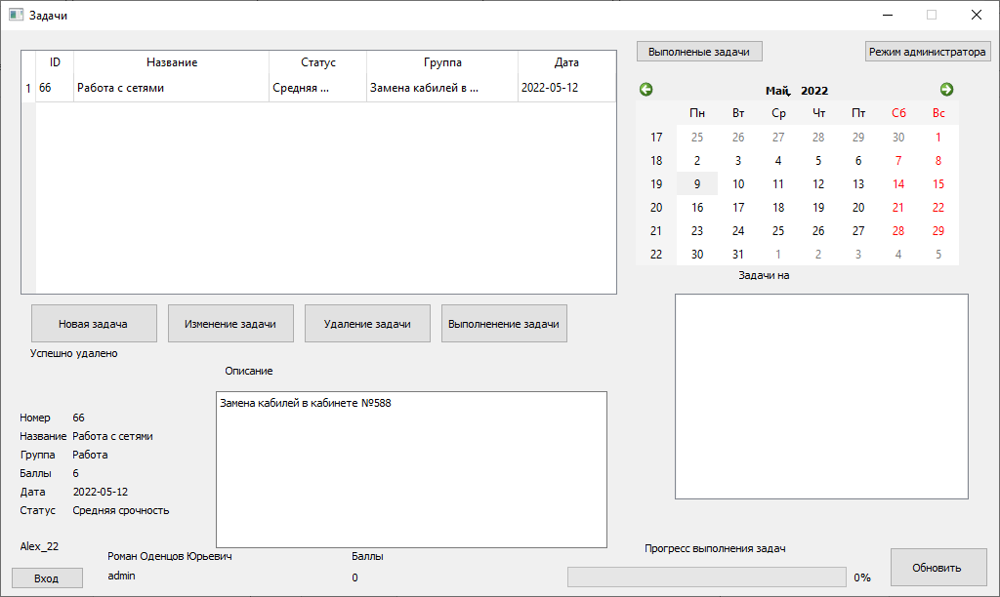 Задачи
ID Название Статус Группа Дата
1 66 Работа с сетями Средняя ... Замена кабилей в ... 2022-05-12
Выполненые задачи Режим администратора
Май, 2022
Пн Вт Ср Чт Пт Сб Вс
17 25 26 27 28 29 30 1
18 2 3 4 5 6 7 8
19 9 10 11 12 13 14 15
20 16 17 18 19 20 21 22
21 23 24 25 26 27 28 29
22 30 31 1 2 3 4 5
Задачи на
Новая задача Изменение задачи Удаление задачи Выполненение задачи
Успешно удалено
Описание
Замена кабилей в кабинете №588
Номер 66
Название Работа с сетями
Группа Работа
Баллы 6
Дата 2022-05-12
Статус Средняя срочность
Alex_22
Роман Оденцов Юрьевич
admin
Вход
Баллы
0
Прогресс выполнения задач
0%
Обновить